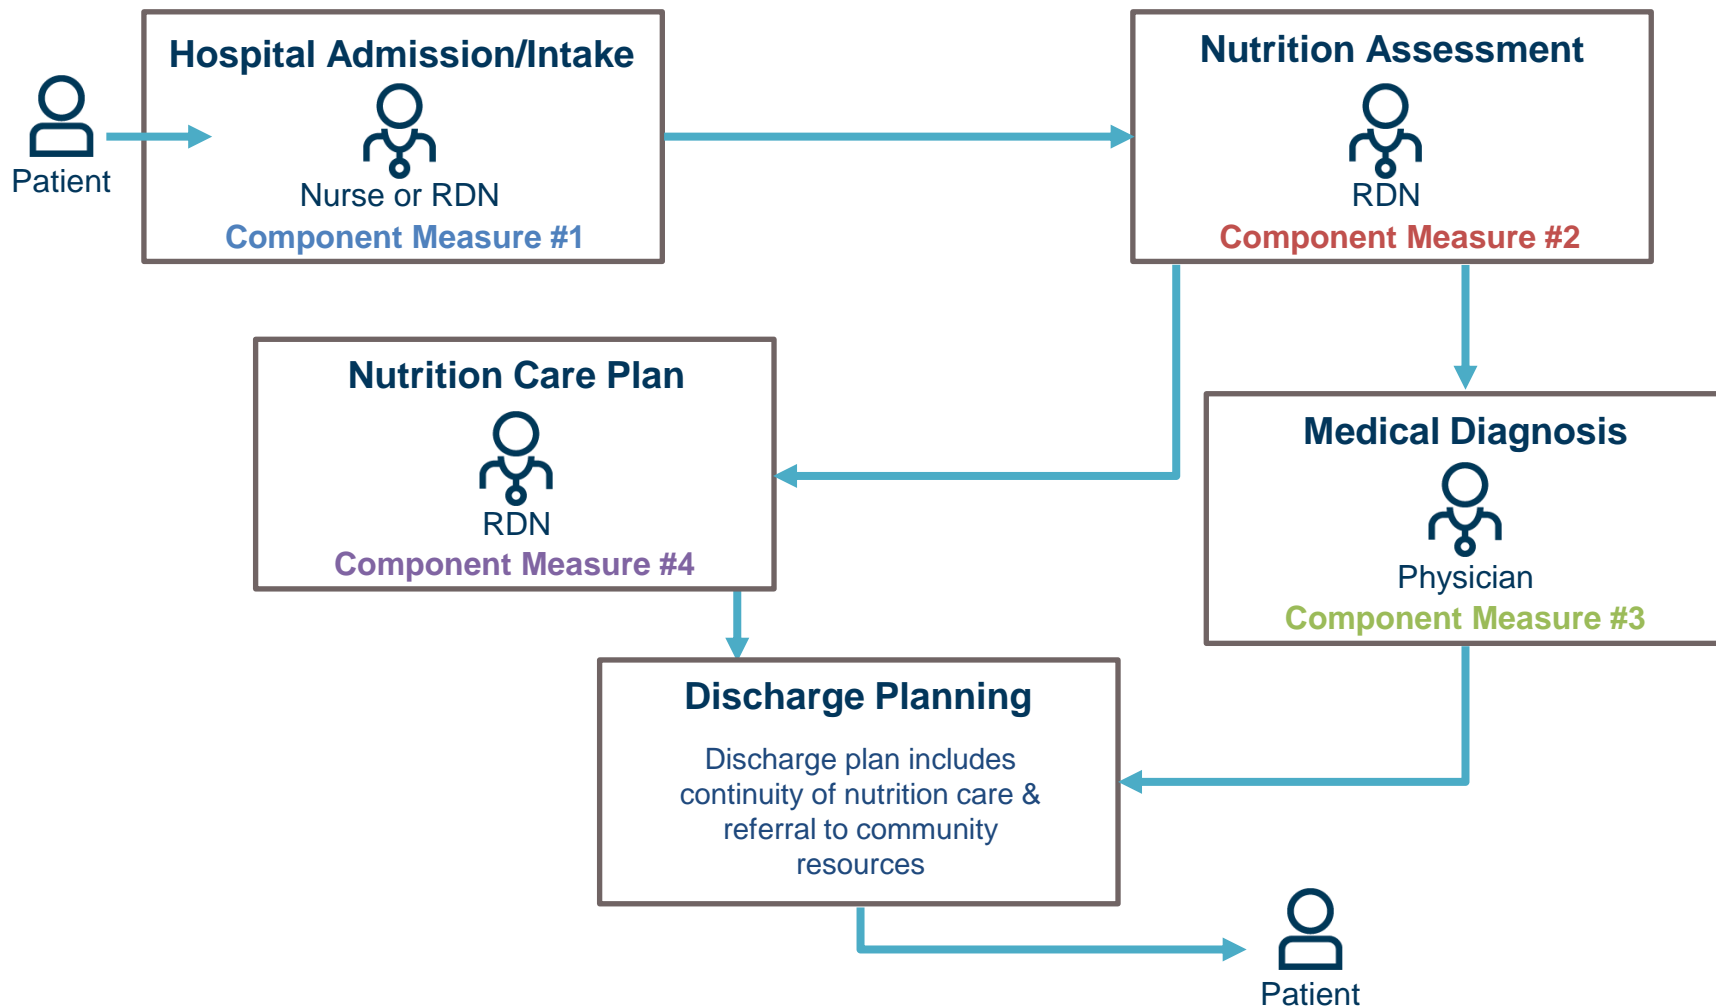 Patient
Hospital Admission/Intake
Nurse or RDN
Component Measure #1
Nutrition Assessment
RDN
Component Measure #2
Nutrition Care Plan
RDN
Component Measure #4
Medical Diagnosis
Physician
Component Measure #3
Discharge Planning
Discharge plan includes
continuity of nutrition care &
referral to community
resources
Patient